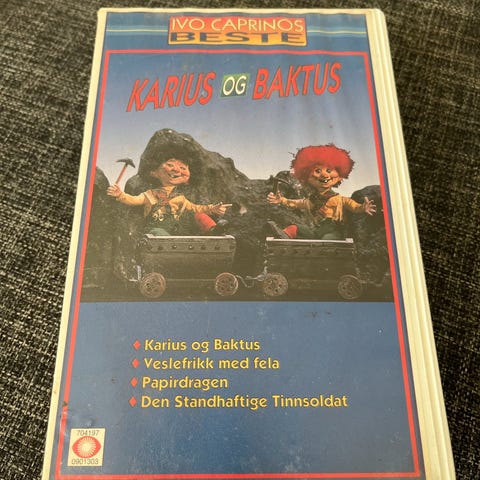 IVO CAPRINOS
BESTE
KARIUS OG BAKTUS
Karius og Baktus
Veslefrikk med fela
Papirdragen
Den Standhaftige Tinnsoldat
704197
0901303